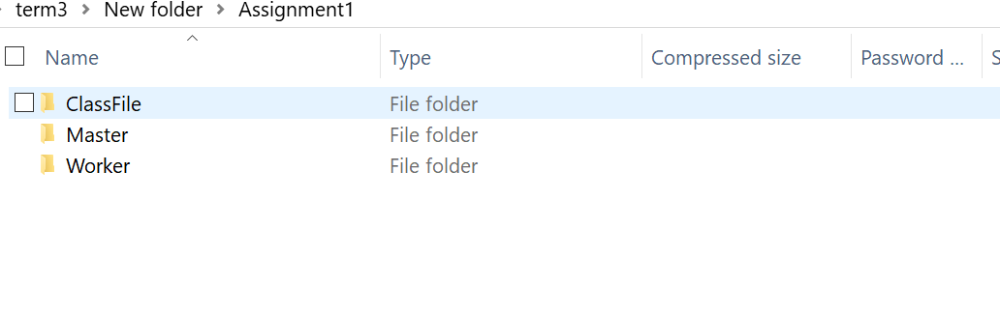 term3 > New folder > Assignment1
Name Type Compressed size Password ... S
ClassFile File folder
Master File folder
Worker File folder